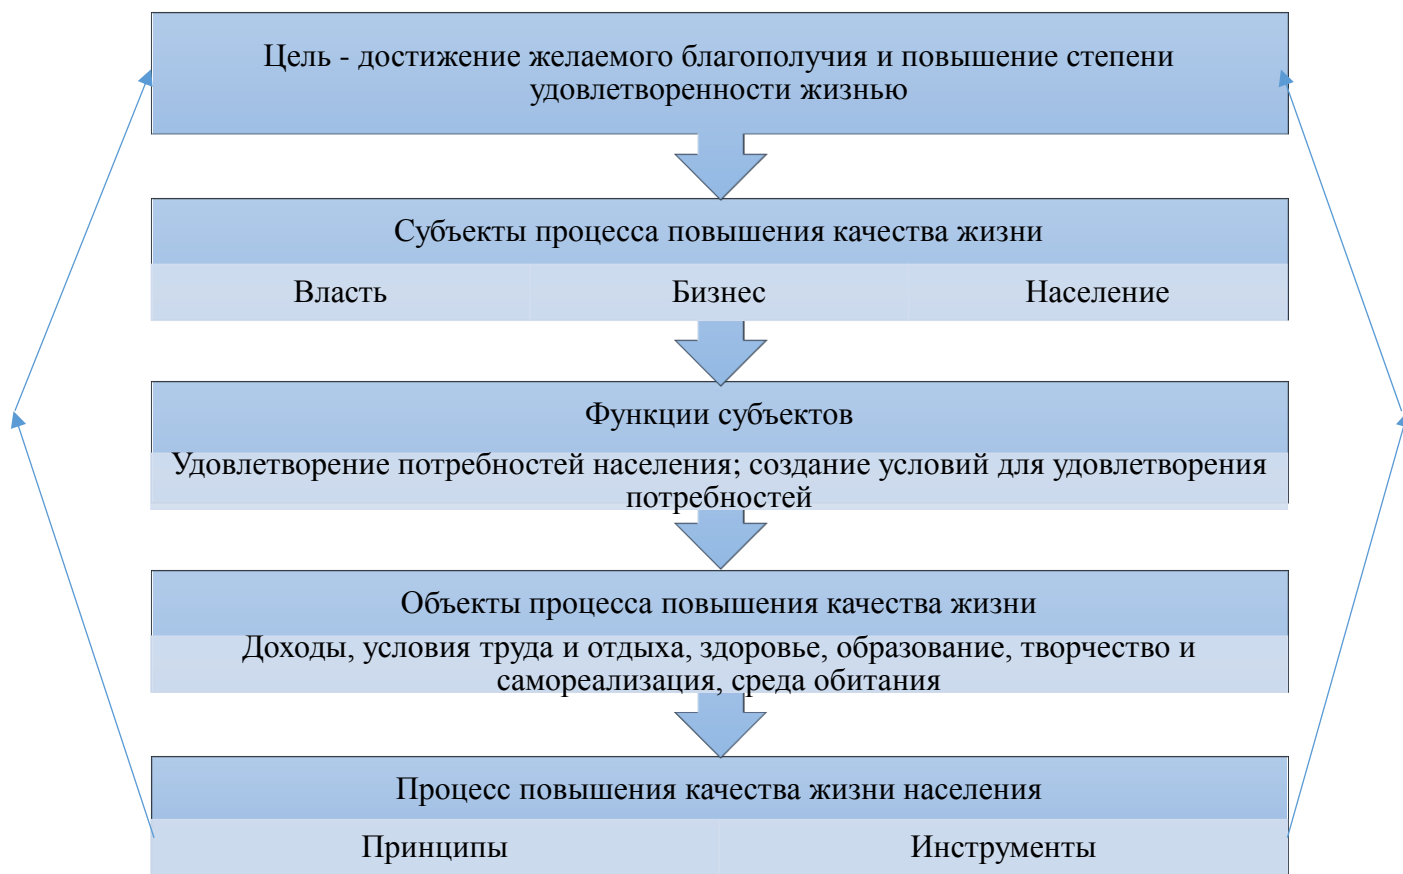 Цель - достижение желаемого благополучия и повышение степени
удовлетворенности жизнью
Субъекты процесса повышения качества жизни
Власть
Бизнес
Население
Функции субъектов
Удовлетворение потребностей населения; создание условий для удовлетворения
потребностей
Объекты процесса повышения качества жизни
Доходы, условия труда и отдыха, здоровье, образование, творчество и
самореализация, среда обитания
Процесс повышения качества жизни населения
Принципы
Инструменты